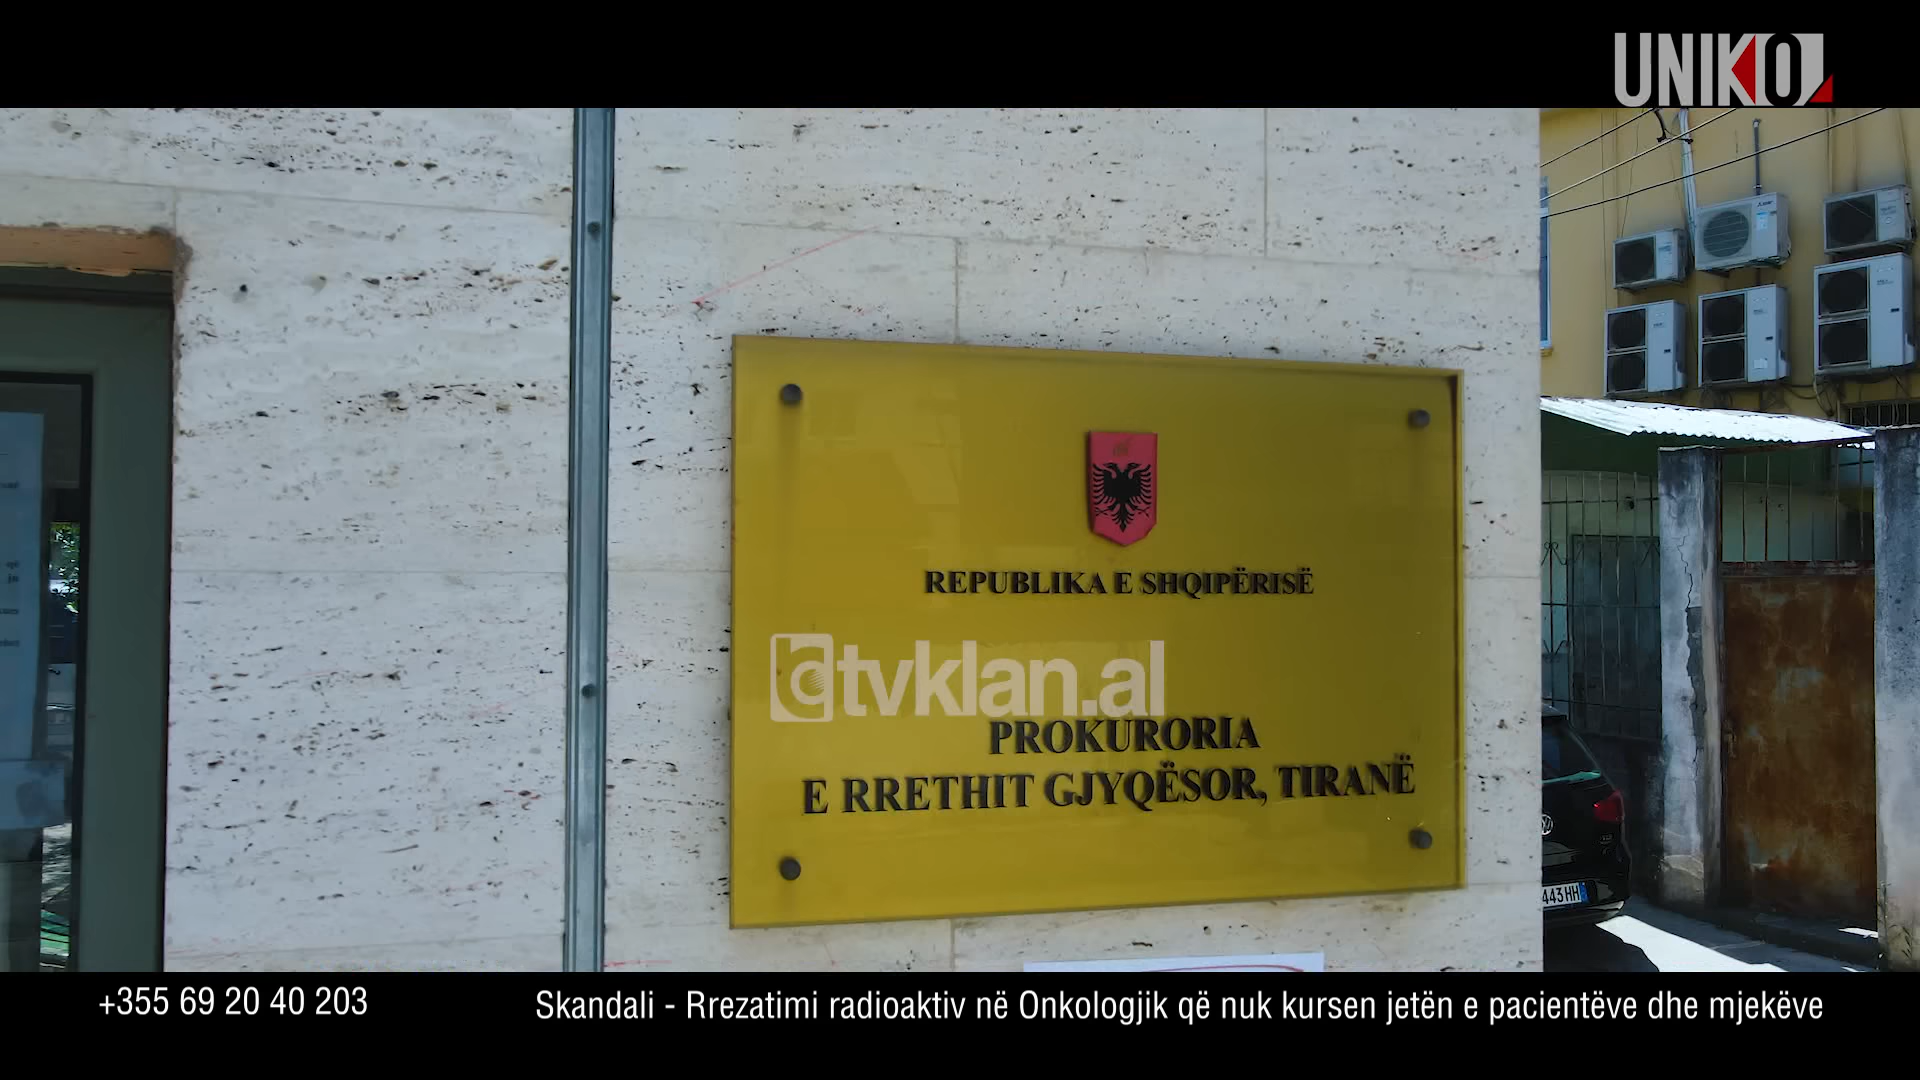 UNIKO
REPUBLIKA E SHQIPËRISË
tvklan.al
PROKURORIA
E RRETHIT GJYQËSOR, TIRANË
443HH
+355 69 20 40 203
Skandali - Rrezatimi radioaktiv në Onkologjik që nuk kursen jetën e pacientëve dhe mjekëve